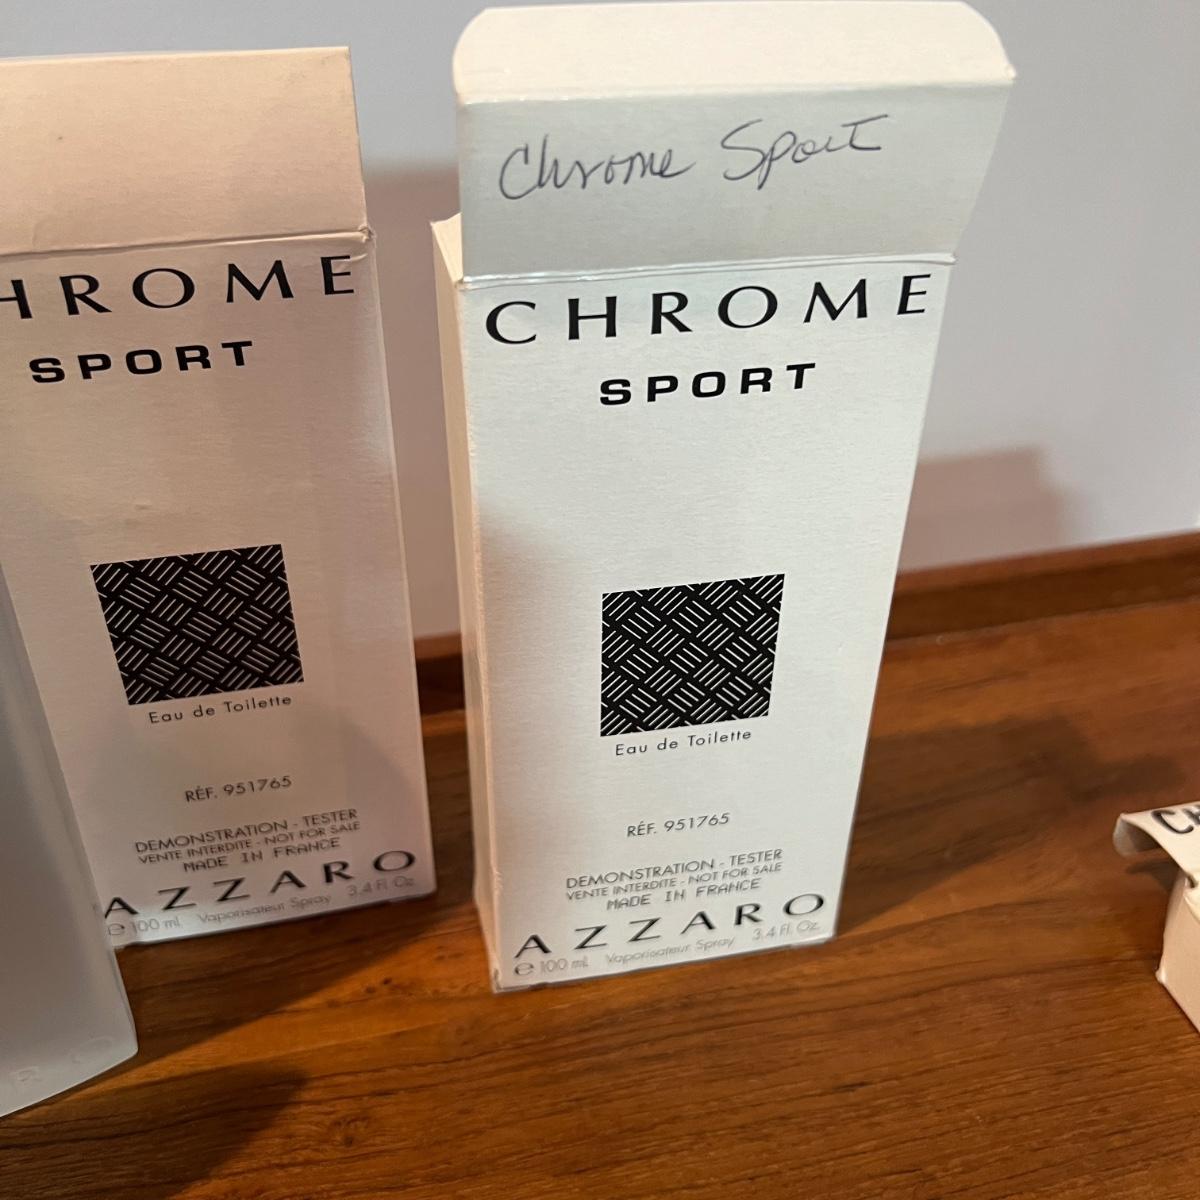 HROME
SPORT
Eau de Toilette
RÉF. 951765
DEMONSTRATION - TESTER
VENTE INTERDITE - NOT FOR SALE
MADE IN FRANCE
AZZARO
e 100 ml Vaporisateur Spray 3.4 Fl. Oz.
Chrome Sport
CHROME
SPORT
Eau de Toilette
RÉF. 951765
DEMONSTRATION - TESTER
VENTE INTERDITE - NOT FOR SALE
MADE IN FRANCE
AZZARO
e 100 ml Vaporisateur Spray 3.4 Fl. Oz.
CH